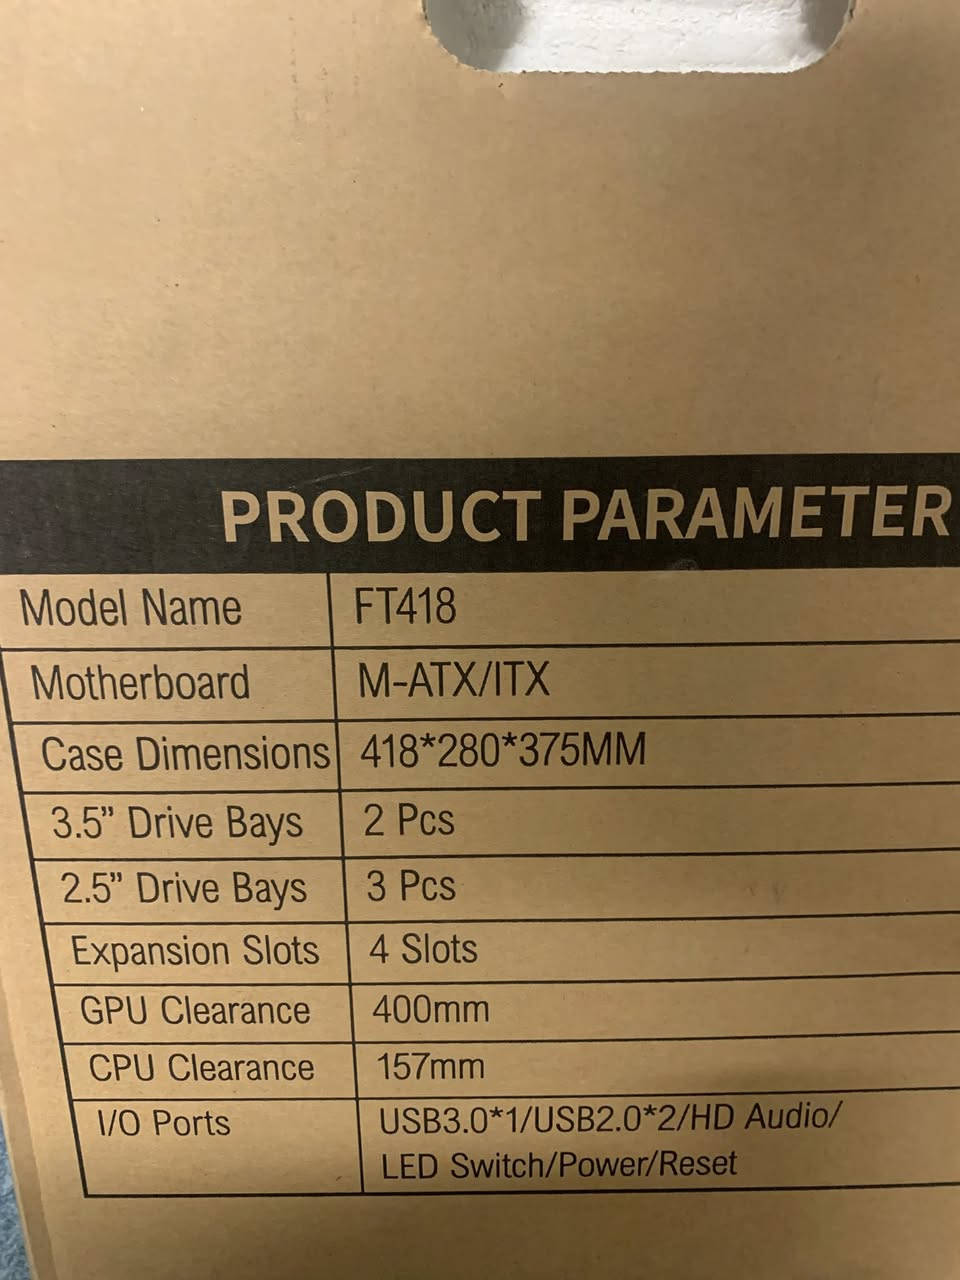 PRODUCT PARAMETER
Model Name FT418
Motherboard M-ATX/ITX
Case Dimensions 418*280*375MM
3.5” Drive Bays 2 Pcs
2.5” Drive Bays 3 Pcs
Expansion Slots 4 Slots
GPU Clearance 400mm
CPU Clearance 157mm
I/O Ports USB3.0*1/USB2.0*2/HD Audio/
LED Switch/Power/Reset